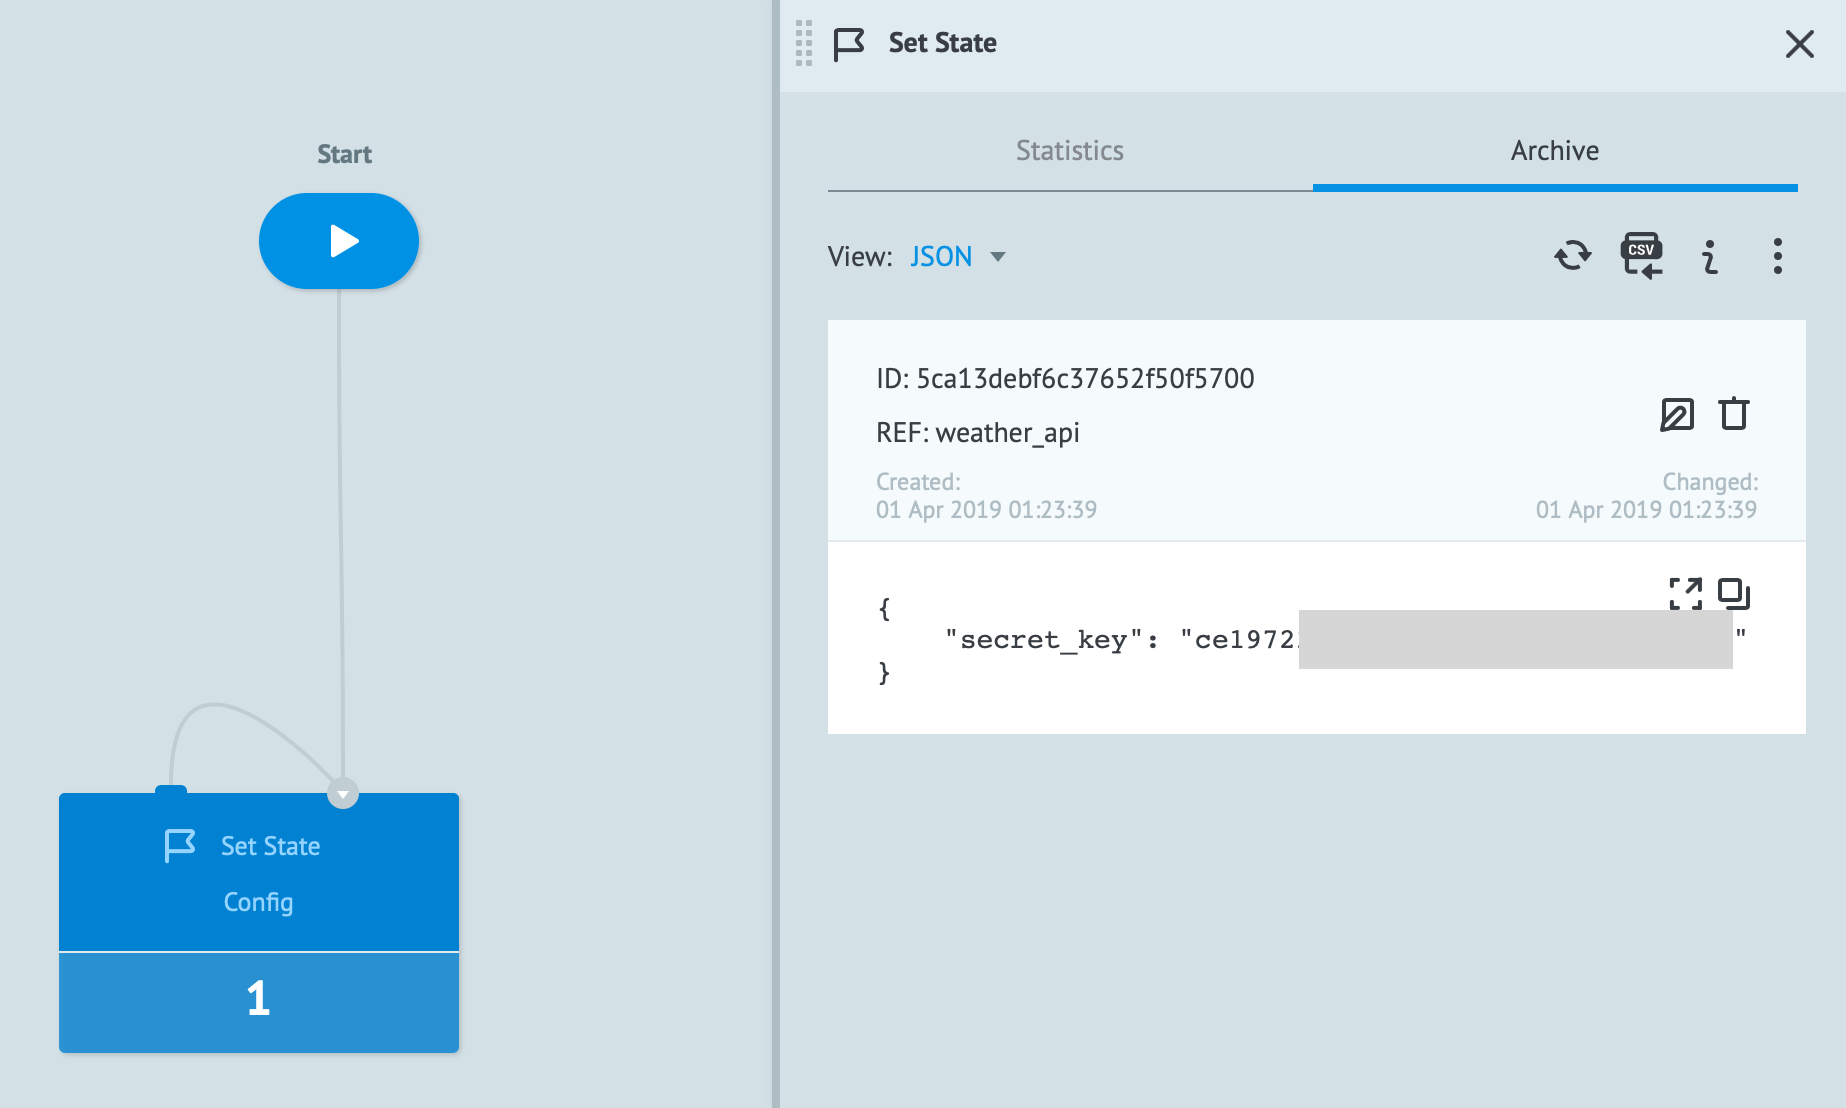 Start
Set State
Config
1
Set State
Statistics
Archive
View: JSON
CSV
ID: 5ca13debf6c37652f50f5700
REF: weather_api
Created:
01 Apr 2019 01:23:39
Changed:
01 Apr 2019 01:23:39
{
"secret_key": "ce1972 "
}